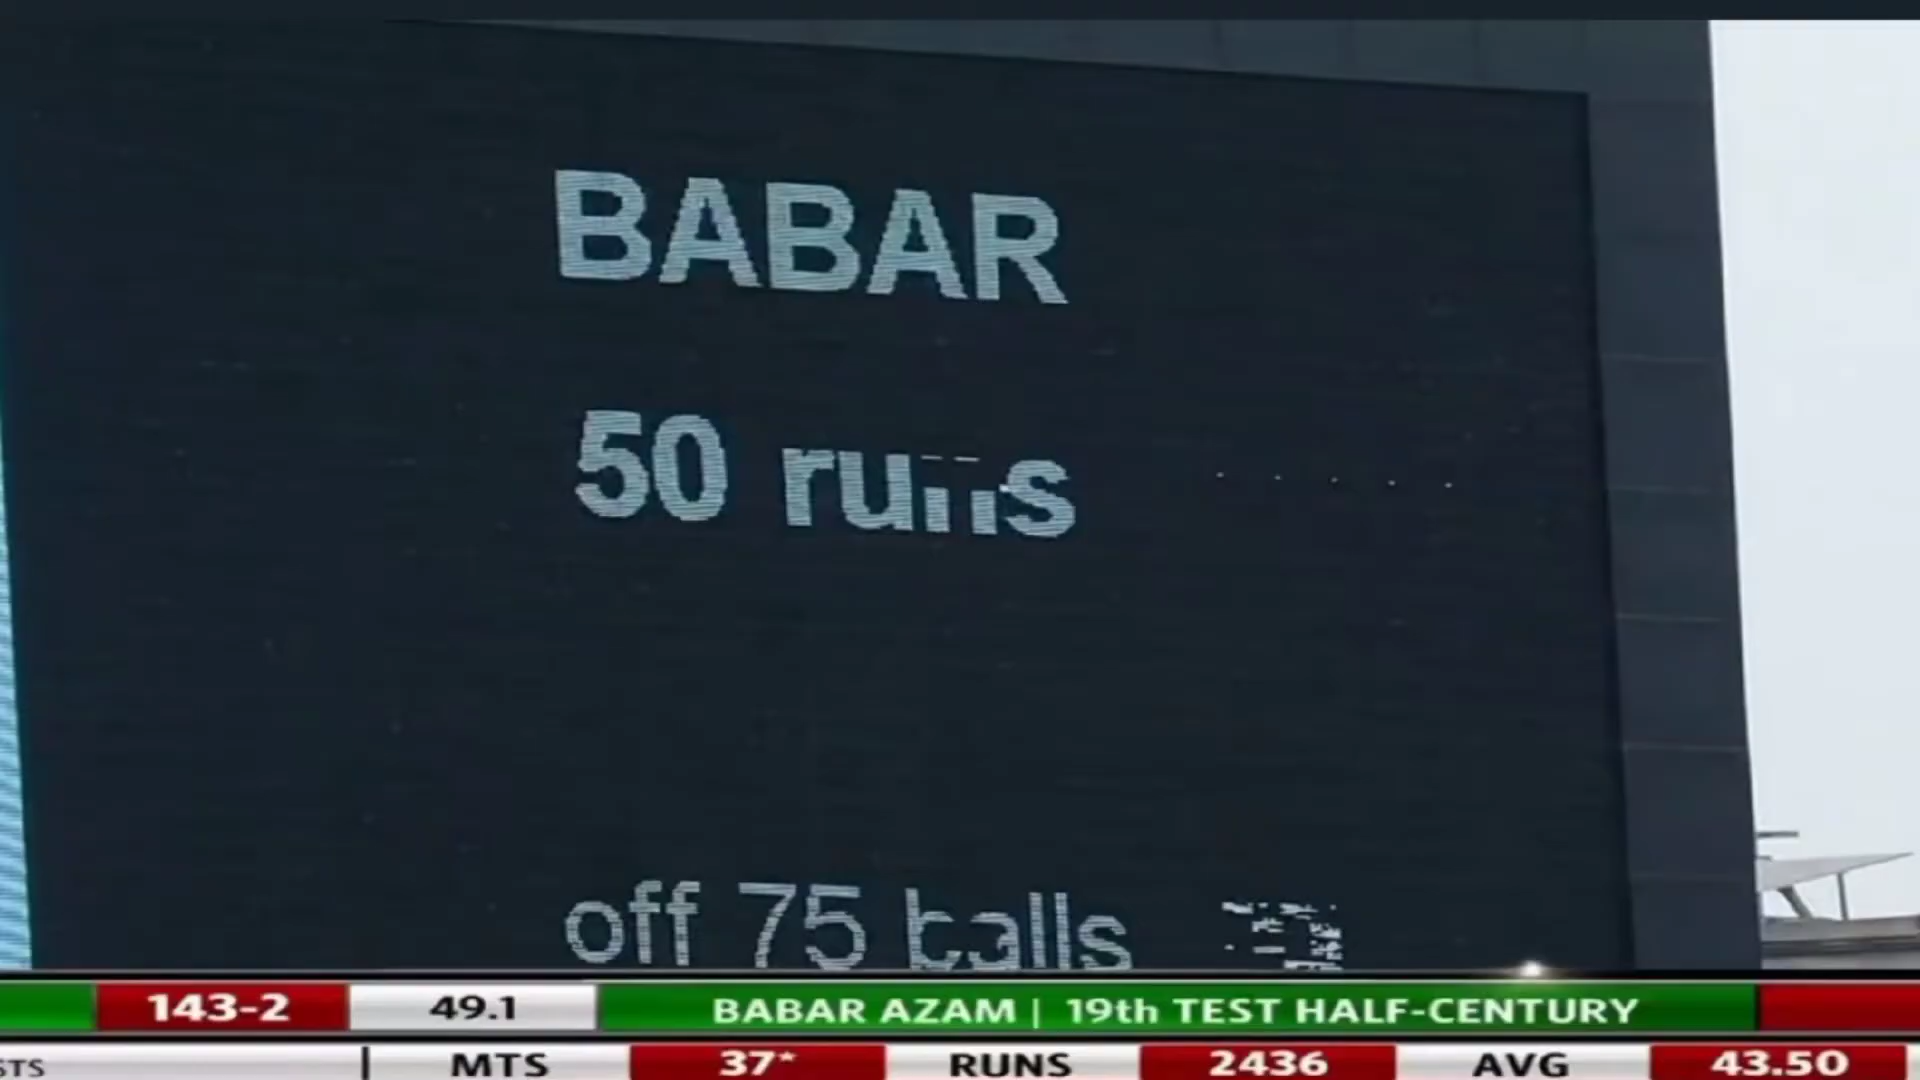 BABAR
50 runs
off 75 balls
143-2 49.1 BABAR AZAM | 19th TEST HALF-CENTURY
STS | MTS 37* RUNS 2436 AVG 43.50